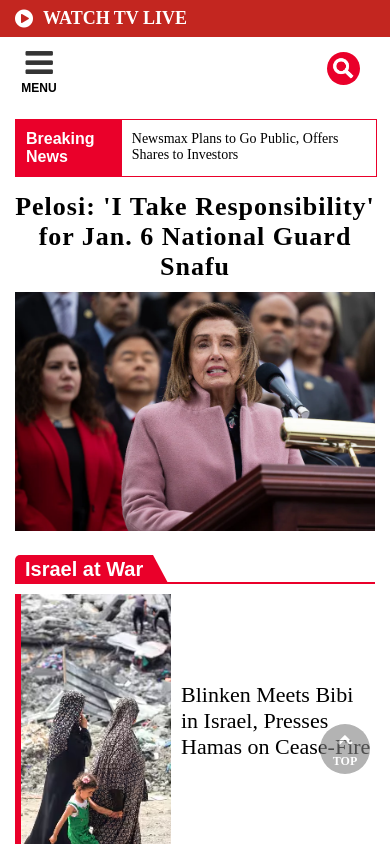 WATCH TV LIVE
MENU
Breaking
News
Newsmax Plans to Go Public, Offers
Shares to Investors
Pelosi: 'I Take Responsibility'
for Jan. 6 National Guard
Snafu
Israel at War
Blinken Meets Bibi
in Israel, Presses
Hamas on Cease-Fire
TOP